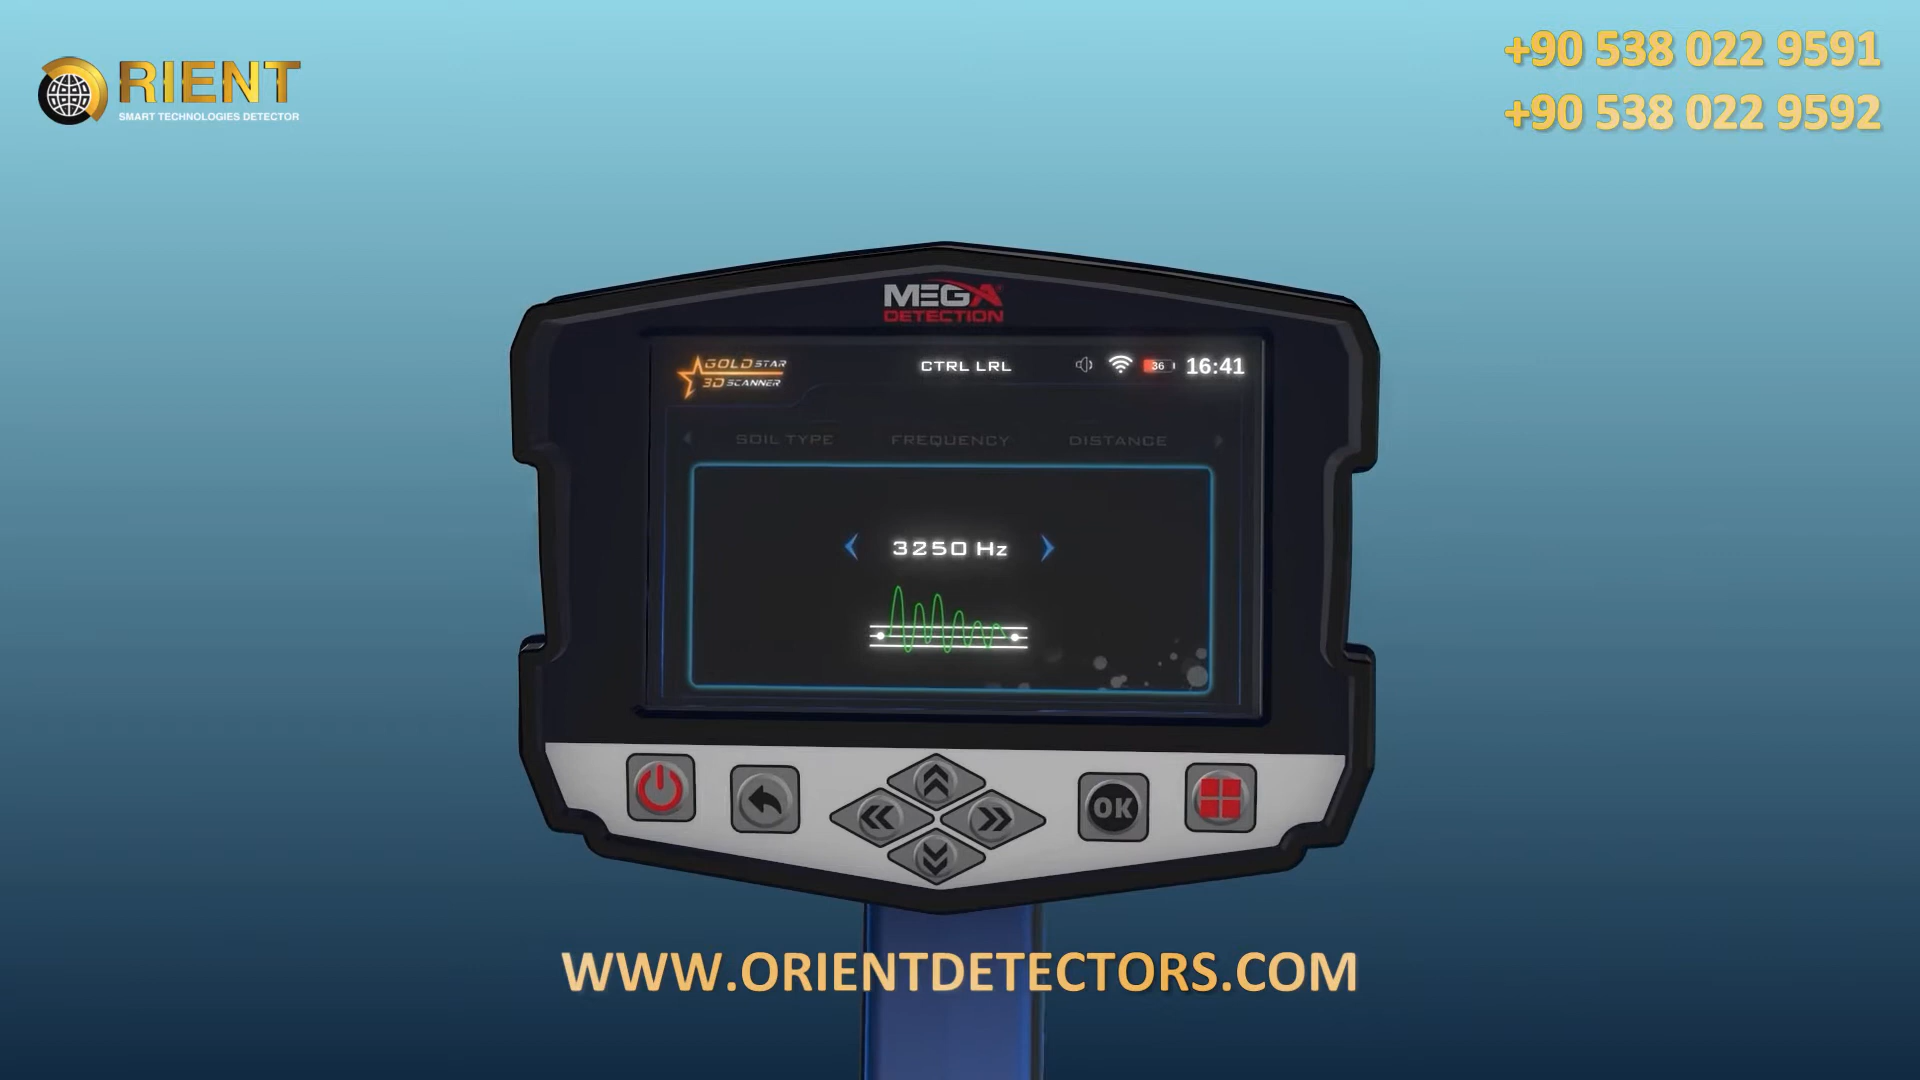 ORIENT
SMART TECHNOLOGIES DETECTOR
+90 538 022 9591
+90 538 022 9592
MEGA
DETECTION
GOLD STAR
3D SCANNER
CTRL LRL
36
16:41
SOIL TYPE
FREQUENCY
DISTANCE
3250 Hz
OK
WWW.ORIENTDETECTORS.COM